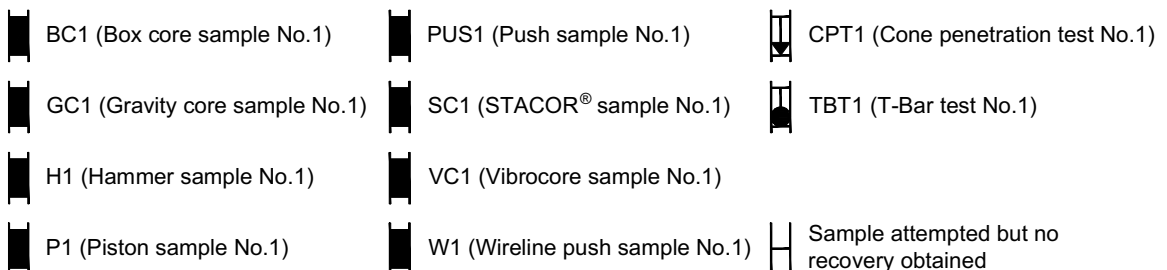 BC1 (Box core sample No.1)
PUS1 (Push sample No.1)
CPT1 (Cone penetration test No.1)
GC1 (Gravity core sample No.1)
SC1 (STACOR® sample No.1)
TBT1 (T-Bar test No.1)
H1 (Hammer sample No.1)
VC1 (Vibrocore sample No.1)
P1 (Piston sample No.1)
W1 (Wireline push sample No.1)
Sample attempted but no
recovery obtained